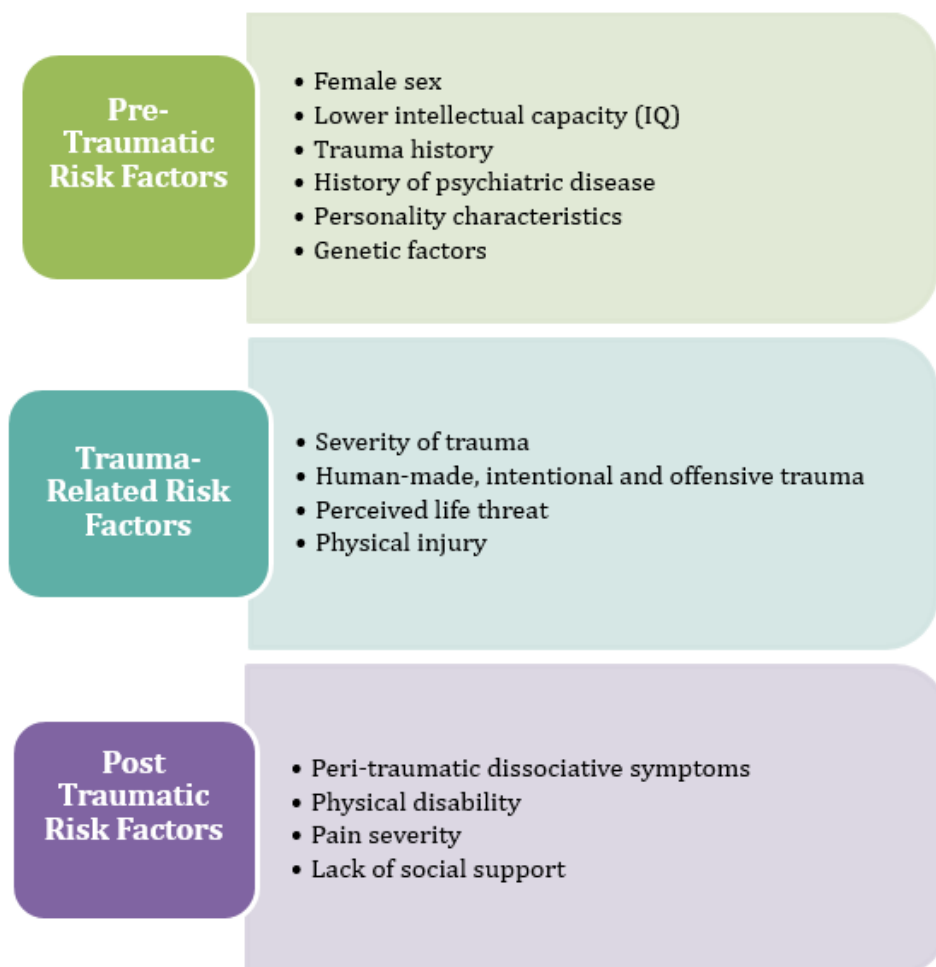 Pre-
Traumatic
Risk Factors
• Female sex
• Lower intellectual capacity (IQ)
• Trauma history
• History of psychiatric disease
• Personality characteristics
• Genetic factors
Trauma-
Related Risk
Factors
• Severity of trauma
• Human-made, intentional and offensive trauma
• Perceived life threat
• Physical injury
Post
Traumatic
Risk Factors
• Peri-traumatic dissociative symptoms
• Physical disability
• Pain severity
• Lack of social support